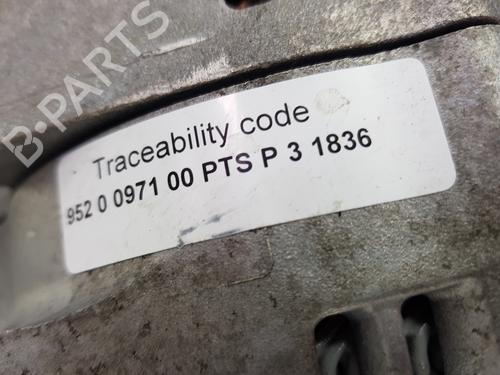 B-PARTS
Traceability code
952 0 0971 00 PTS P 3 1836